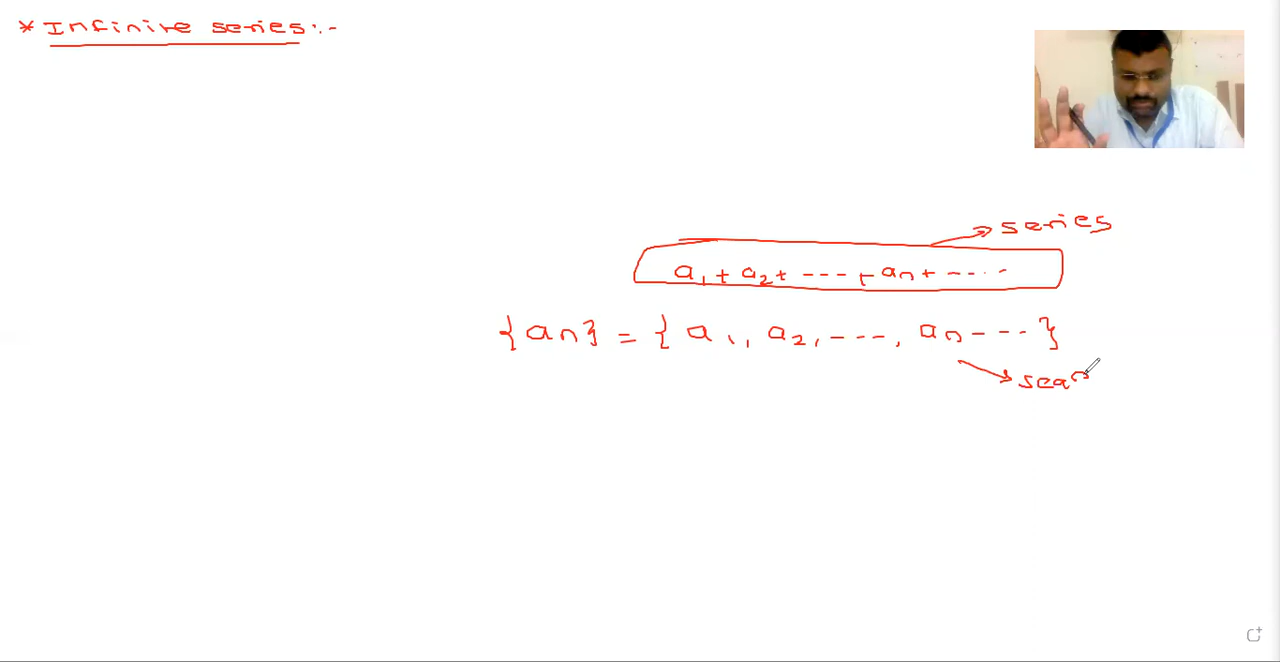 * Infinite series:-
series
a1 + a2 + ---- + an + -----
{an} = {a1, a2, ----, an --- }